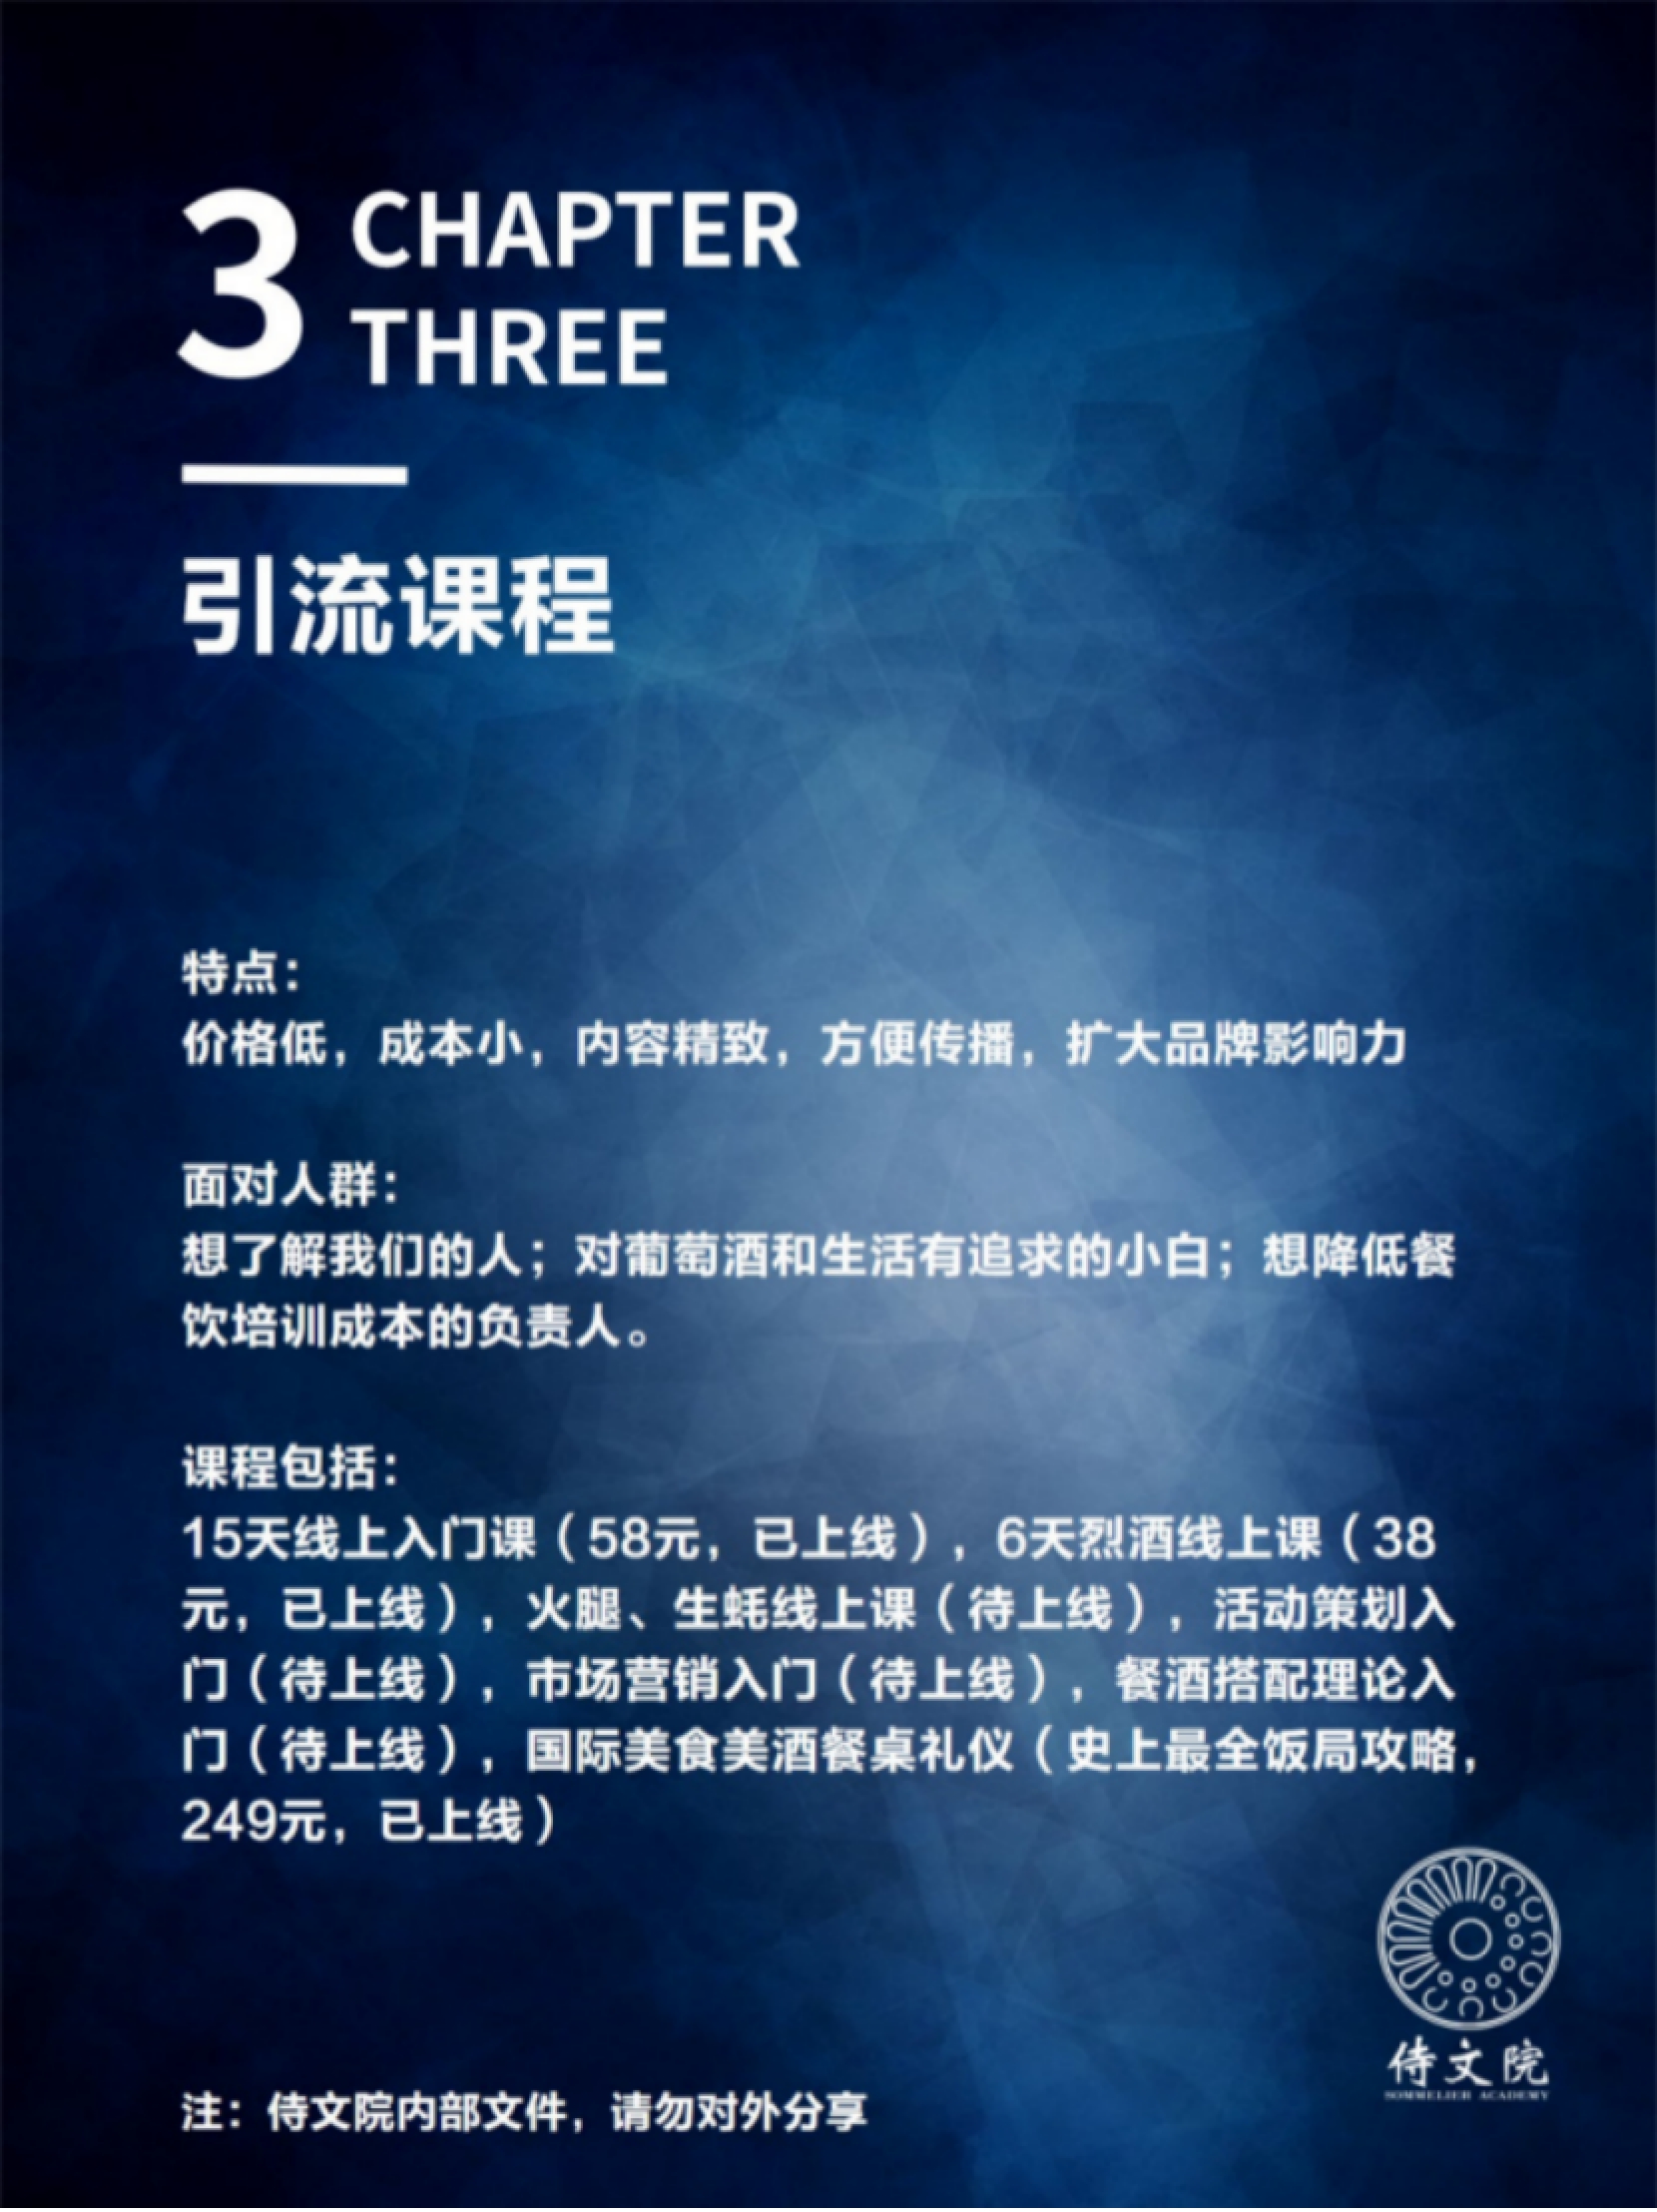 3
CHAPTER
THREE
引流课程
特点：
价格低，成本小，内容精致，方便传播，扩大品牌影响力
面对人群：
想了解我们的人；对葡萄酒和生活有追求的小白；想降低餐
饮培训成本的负责人。
课程包括：
15天线上入门课（58元，已上线），6天烈酒线上课（38
元，已上线），火腿、生蚝线上课（待上线），活动策划入
门（待上线），市场营销入门（待上线），餐酒搭配理论入
门（待上线），国际美食美酒餐桌礼仪（史上最全饭局攻略，
249元，已上线）
侍文院
SOMMELIER ACADEMY
注：侍文院内部文件，请勿对外分享